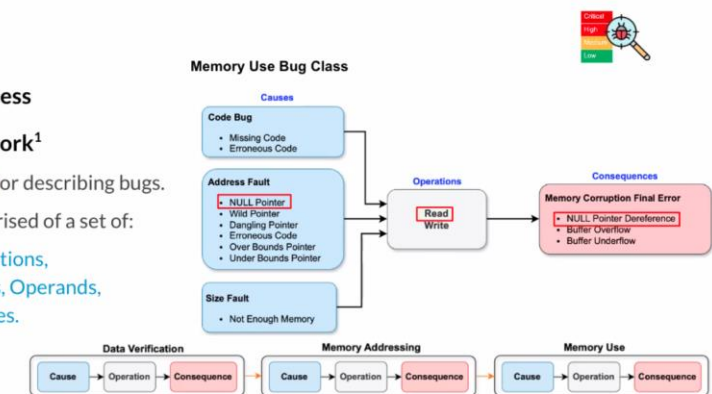 Critical
High
Medium
Low
Memory Use Bug Class
ess
ork¹
or describing bugs.
rised of a set of:
tions,
s, Operands,
es.
Causes
Code Bug
• Missing Code
• Erroneous Code
Address Fault
• NULL Pointer
• Wild Pointer
• Dangling Pointer
• Erroneous Code
• Over Bounds Pointer
• Under Bounds Pointer
Size Fault
• Not Enough Memory
Operations
Read
Write
Consequences
Memory Corruption Final Error
• NULL Pointer Dereference
• Buffer Overflow
• Buffer Underflow
Data Verification
Cause
Operation
Consequence
Memory Addressing
Cause
Operation
Consequence
Memory Use
Cause
Operation
Consequence